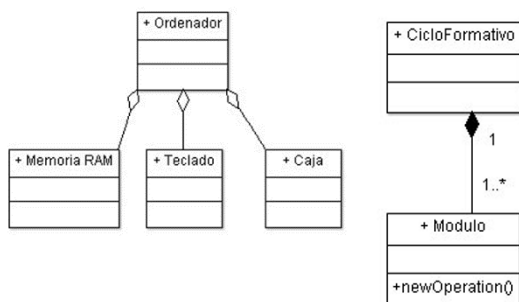 + Ordenador
+ Memoria RAM
+ Teclado
+ Caja
+ CicloFormativo
1
1..*
+ Modulo
+newOperation()